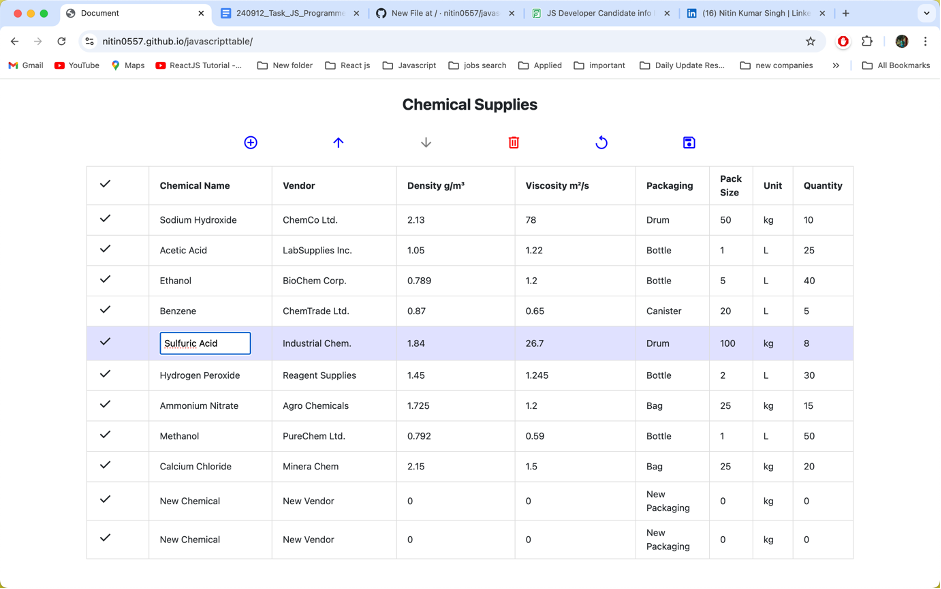 Document
240912_Task_JS_Programme
New File at / · nitin0557/javas
JS Developer Candidate info
(16) Nitin Kumar Singh | Linke
nitin0557.github.io/javascripttable/
Gmail
YouTube
Maps
ReactJS Tutorial -...
New folder
React js
Javascript
jobs search
Applied
important
Daily Update Res...
new companies
»
All Bookmarks
Chemical Supplies
Chemical Name Vendor Density g/m³ Viscosity m²/s Packaging Pack Size Unit Quantity
Sodium Hydroxide ChemCo Ltd. 2.13 78 Drum 50 kg 10
Acetic Acid LabSupplies Inc. 1.05 1.22 Bottle 1 L 25
Ethanol BioChem Corp. 0.789 1.2 Bottle 5 L 40
Benzene ChemTrade Ltd. 0.87 0.65 Canister 20 L 5
Sulfuric Acid Industrial Chem. 1.84 26.7 Drum 100 kg 8
Hydrogen Peroxide Reagent Supplies 1.45 1.245 Bottle 2 L 30
Ammonium Nitrate Agro Chemicals 1.725 1.2 Bag 25 kg 15
Methanol PureChem Ltd. 0.792 0.59 Bottle 1 L 50
Calcium Chloride Minera Chem 2.15 1.5 Bag 25 kg 20
New Chemical New Vendor 0 0 New Packaging 0 kg 0
New Chemical New Vendor 0 0 New Packaging 0 kg 0